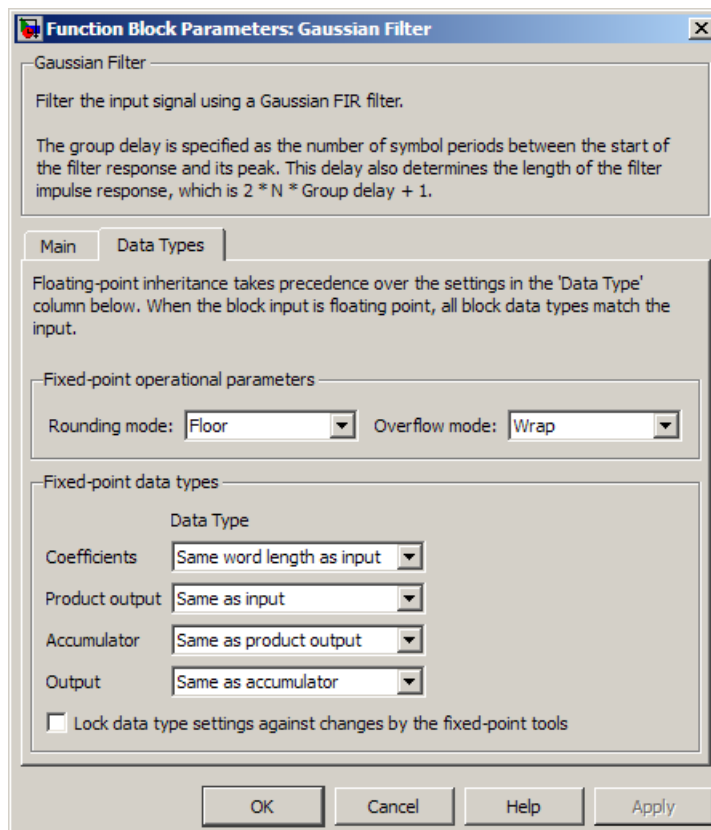 Function Block Parameters: Gaussian Filter
Gaussian Filter
Filter the input signal using a Gaussian FIR filter.
The group delay is specified as the number of symbol periods between the start of
the filter response and its peak. This delay also determines the length of the filter
impulse response, which is 2 * N * Group delay + 1.
Main Data Types
Floating-point inheritance takes precedence over the settings in the 'Data Type'
column below. When the block input is floating point, all block data types match the
input.
Fixed-point operational parameters
Rounding mode: Floor Overflow mode: Wrap
Fixed-point data types
Data Type
Coefficients Same word length as input
Product output Same as input
Accumulator Same as product output
Output Same as accumulator
Lock data type settings against changes by the fixed-point tools
OK Cancel Help Apply